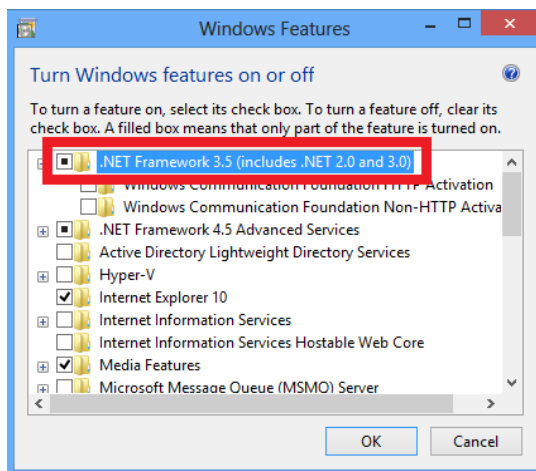 Windows Features
Turn Windows features on or off
To turn a feature on, select its check box. To turn a feature off, clear its
check box. A filled box means that only part of the feature is turned on.
.NET Framework 3.5 (includes .NET 2.0 and 3.0)
Windows Communication Foundation HTTP Activation
Windows Communication Foundation Non-HTTP Activa
.NET Framework 4.5 Advanced Services
Active Directory Lightweight Directory Services
Hyper-V
Internet Explorer 10
Internet Information Services
Internet Information Services Hostable Web Core
Media Features
Microsoft Message Queue (MSMQ) Server
OK Cancel